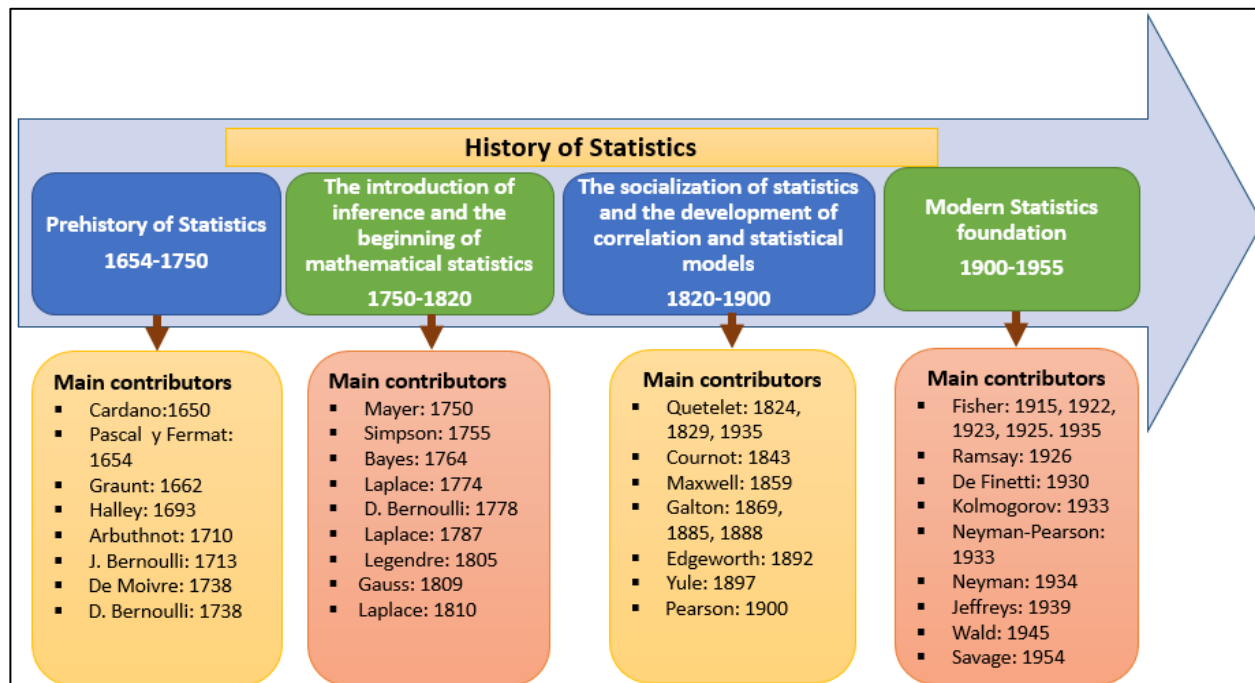 History of Statistics
Prehistory of Statistics
1654-1750
The introduction of
inference and the
beginning of
mathematical statistics
1750-1820
The socialization of statistics
and the development of
correlation and statistical
models
1820-1900
Modern Statistics
foundation
1900-1955
Main contributors
▪ Cardano:1650
▪ Pascal y Fermat:
1654
▪ Graunt: 1662
▪ Halley: 1693
▪ Arbuthnot: 1710
▪ J. Bernoulli: 1713
▪ De Moivre: 1738
▪ D. Bernoulli: 1738
Main contributors
▪ Mayer: 1750
▪ Simpson: 1755
▪ Bayes: 1764
▪ Laplace: 1774
▪ D. Bernoulli: 1778
▪ Laplace: 1787
▪ Legendre: 1805
▪ Gauss: 1809
▪ Laplace: 1810
Main contributors
▪ Quetelet: 1824,
1829, 1935
▪ Cournot: 1843
▪ Maxwell: 1859
▪ Galton: 1869,
1885, 1888
▪ Edgeworth: 1892
▪ Yule: 1897
▪ Pearson: 1900
Main contributors
▪ Fisher: 1915, 1922,
1923, 1925. 1935
▪ Ramsay: 1926
▪ De Finetti: 1930
▪ Kolmogorov: 1933
▪ Neyman-Pearson:
1933
▪ Neyman: 1934
▪ Jeffreys: 1939
▪ Wald: 1945
▪ Savage: 1954